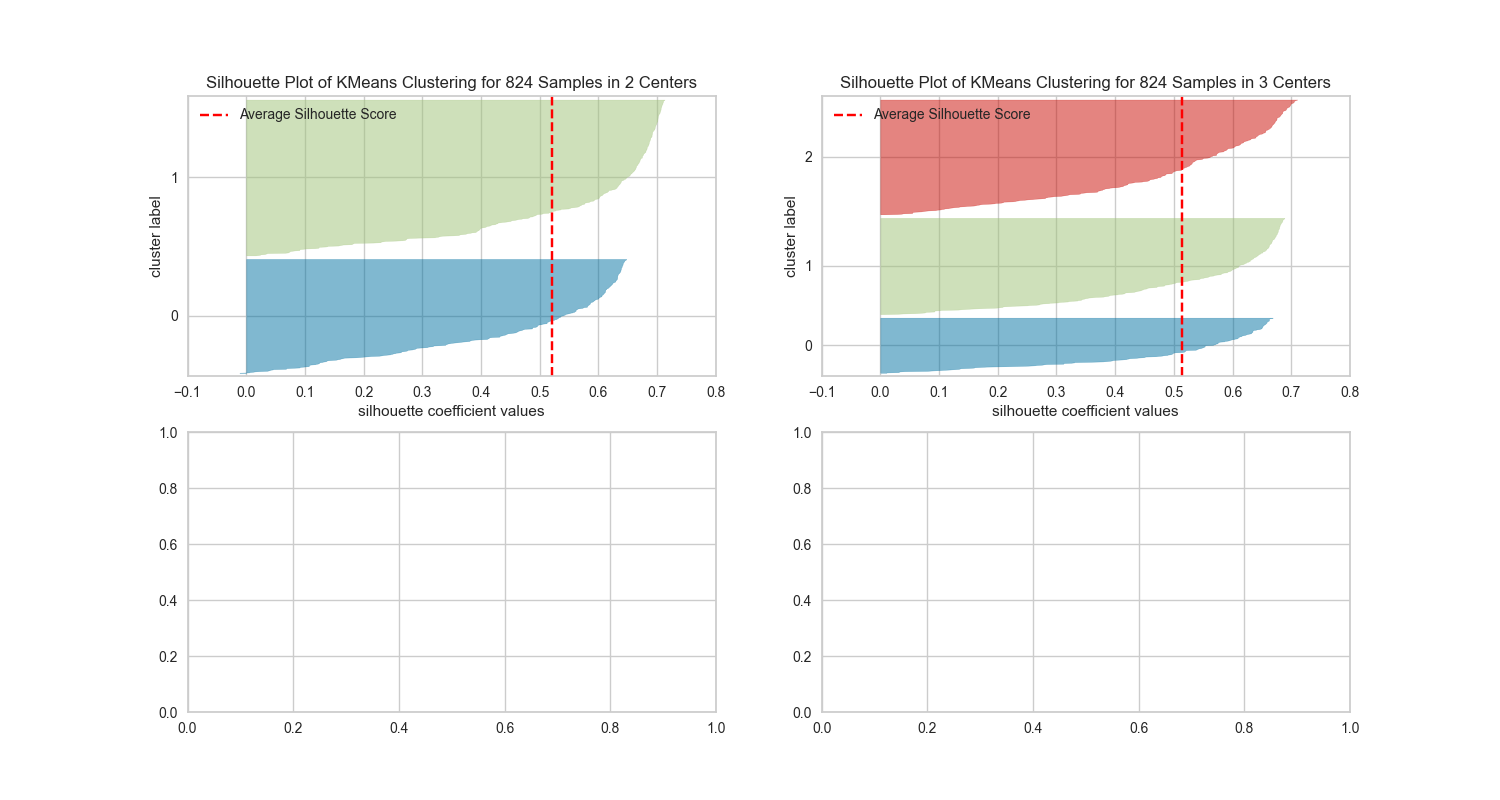 Silhouette Plot of KMeans Clustering for 824 Samples in 2 Centers
Average Silhouette Score
cluster label
1
0
−0.1 0.0 0.1 0.2 0.3 0.4 0.5 0.6 0.7 0.8
silhouette coefficient values
Silhouette Plot of KMeans Clustering for 824 Samples in 3 Centers
Average Silhouette Score
cluster label
2
1
0
−0.1 0.0 0.1 0.2 0.3 0.4 0.5 0.6 0.7 0.8
silhouette coefficient values
1.0
0.8
0.6
0.4
0.2
0.0
0.0 0.2 0.4 0.6 0.8 1.0
1.0
0.8
0.6
0.4
0.2
0.0
0.0 0.2 0.4 0.6 0.8 1.0